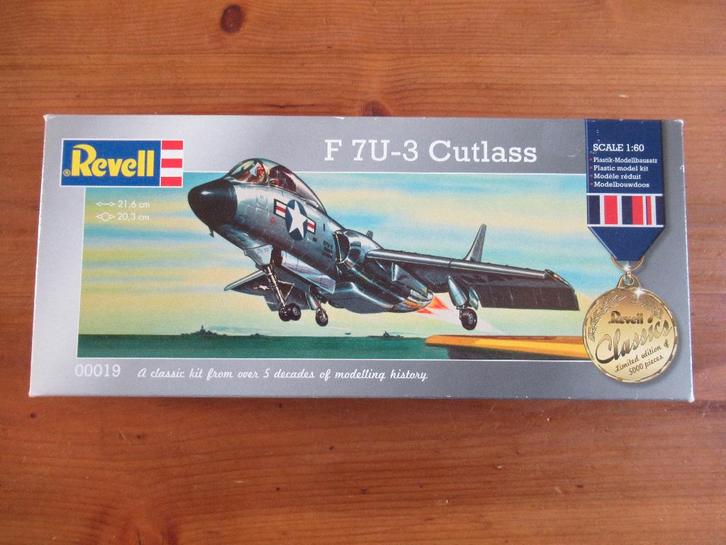 Revell
F 7U-3 Cutlass
SCALE 1:60
• Plastik-Modellbausatz
• Plastic model kit
• Modèle réduit
• Modelbouwdoos
21,6 cm
20,3 cm
Revell
Classics
Limited edition of
5000 pieces
00019 A classic kit from over 5 decades of modelling history